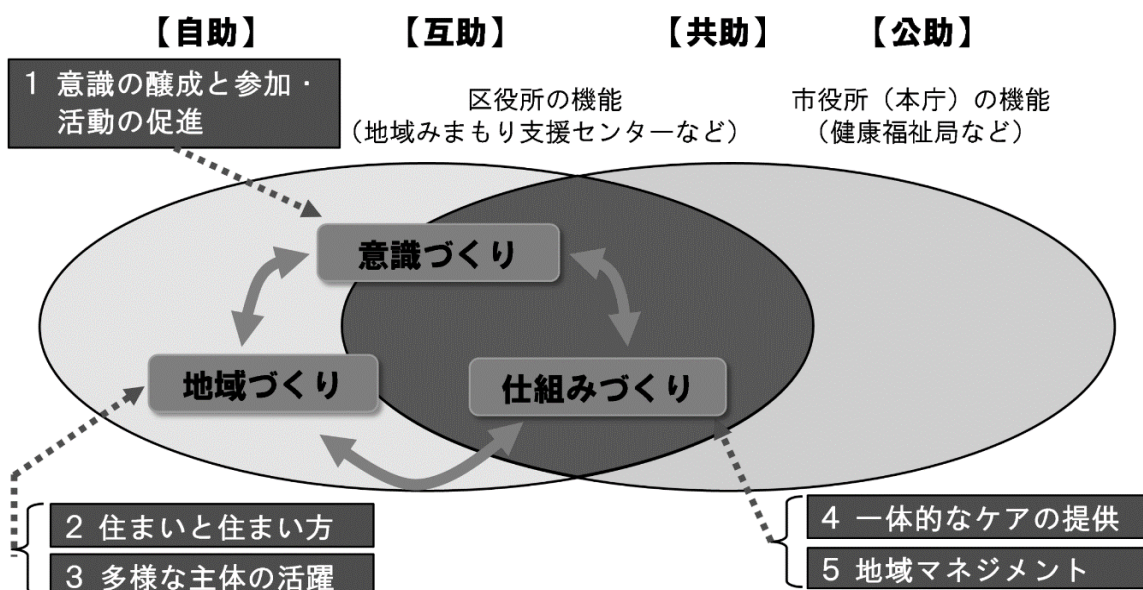 【自助】
【互助】
【共助】
【公助】
1 意識の醸成と参加・
活動の促進
区役所の機能
(地域みまもり支援センターなど)
市役所(本庁)の機能
(健康福祉局など)
意識づくり
地域づくり
仕組みづくり
2 住まいと住まい方
3 多様な主体の活躍
4 一体的なケアの提供
5 地域マネジメント